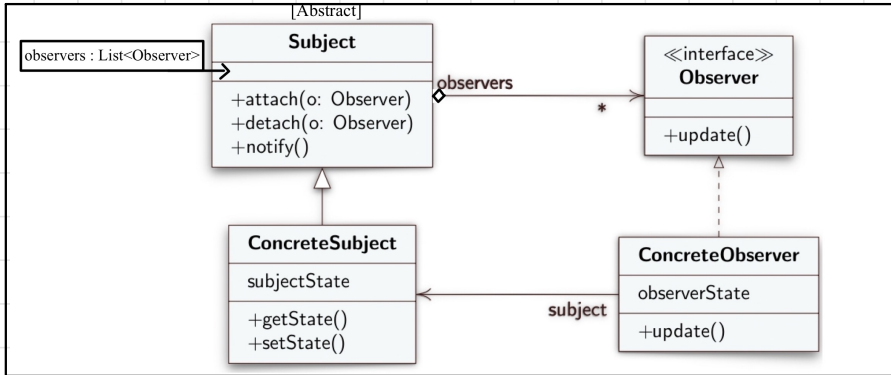 [Abstract]
Subject
observers : List<Observer>
+attach(o: Observer)
+detach(o: Observer)
+notify()
observers
*
≪interface≫
Observer
+update()
ConcreteSubject
subjectState
+getState()
+setState()
subject
ConcreteObserver
observerState
+update()